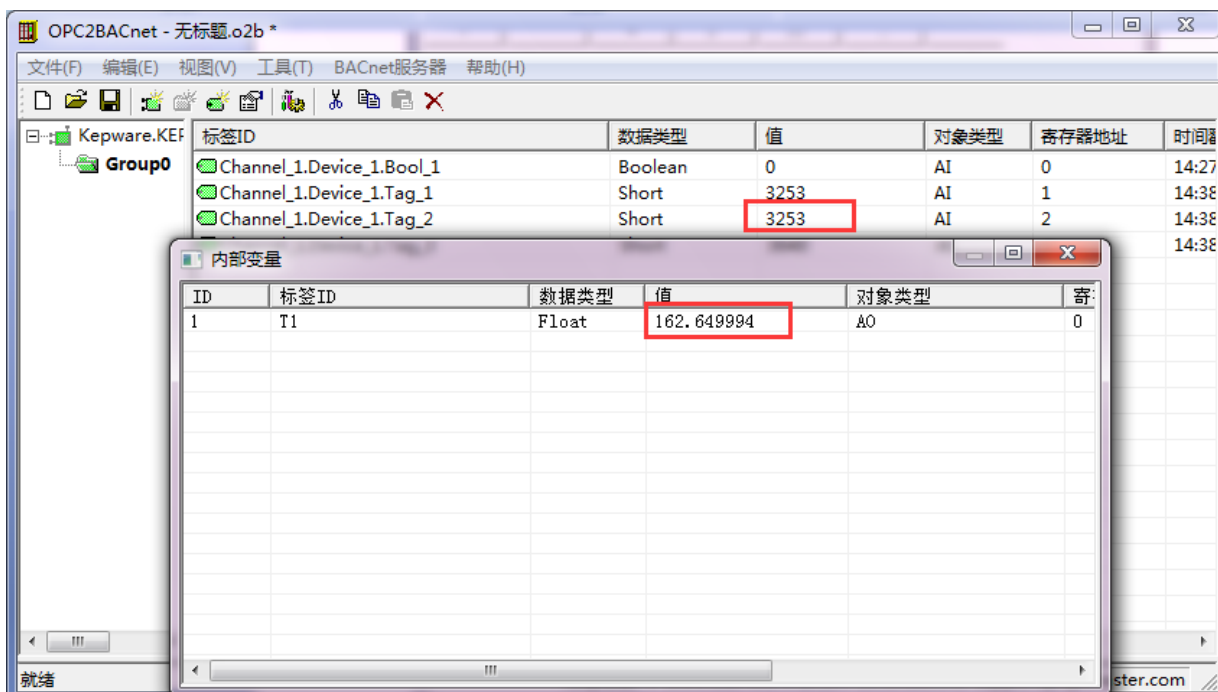 OPC2BACnet - 无标题.o2b *
文件(F) 编辑(E) 视图(V) 工具(T) BACnet服务器 帮助(H)
Kepware.KEF 标签ID 数据类型 值 对象类型 寄存器地址 时间
Group0 Channel_1.Device_1.Bool_1 Boolean 0 AI 0 14:27
Channel_1.Device_1.Tag_1 Short 3253 AI 1 14:38
Channel_1.Device_1.Tag_2 Short 3253 AI 2 14:38
14:38
内部变量
ID 标签ID 数据类型 值 对象类型 寄
1 T1 Float 162.649994 AO 0
就绪 ster.com